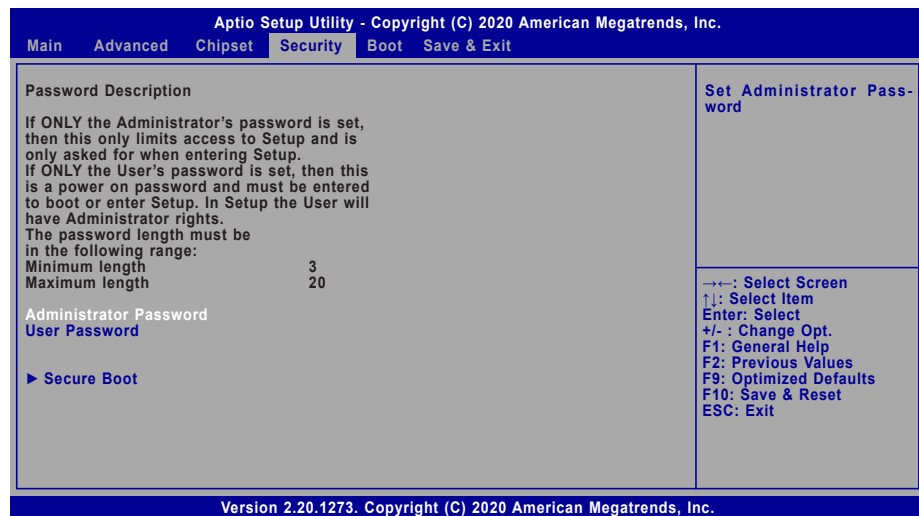 Aptio Setup Utility - Copyright (C) 2020 American Megatrends, Inc.
Main Advanced Chipset Security Boot Save & Exit
Password Description
If ONLY the Administrator's password is set,
then this only limits access to Setup and is
only asked for when entering Setup.
If ONLY the User's password is set, then this
is a power on password and must be entered
to boot or enter Setup. In Setup the User will
have Administrator rights.
The password length must be
in the following range:
Minimum length 3
Maximum length 20
Administrator Password
User Password
► Secure Boot
Set Administrator Pass-
word
→←: Select Screen
↑↓: Select Item
Enter: Select
+/- : Change Opt.
F1: General Help
F2: Previous Values
F9: Optimized Defaults
F10: Save & Reset
ESC: Exit
Version 2.20.1273. Copyright (C) 2020 American Megatrends, Inc.